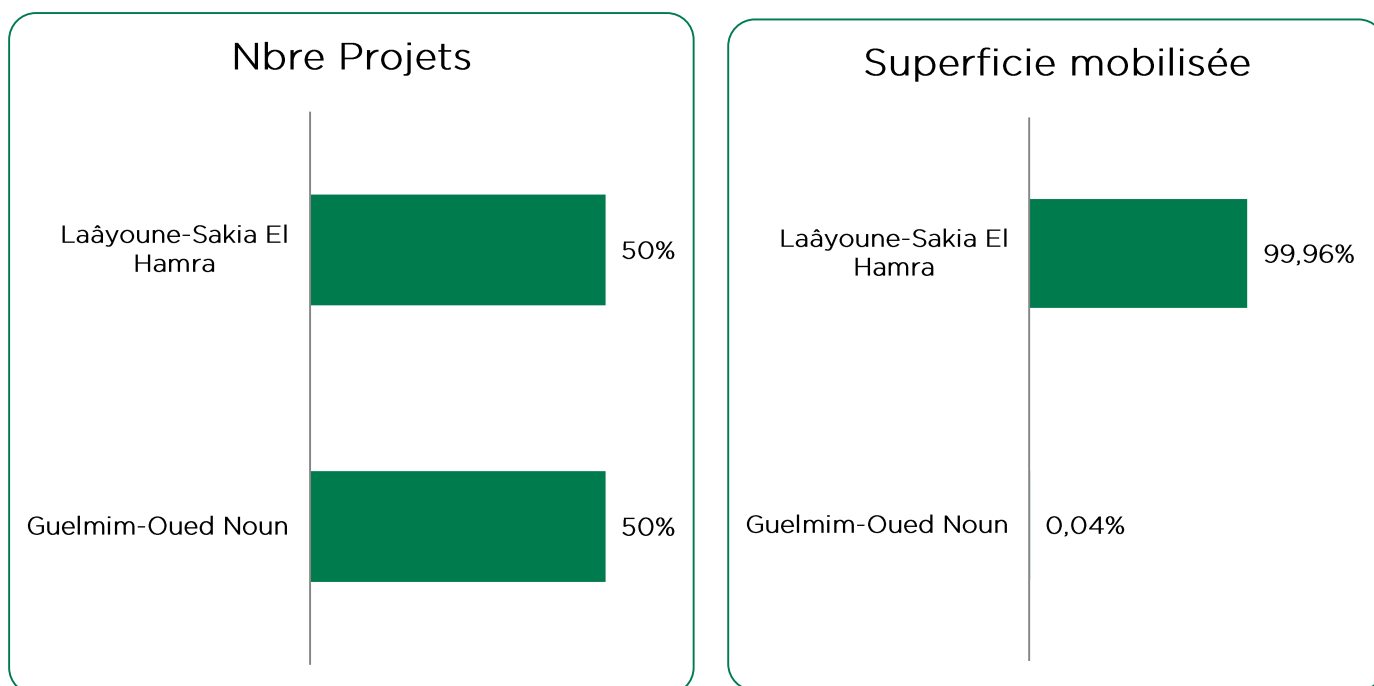 Nbre Projets
Laâyoune-Sakia El
Hamra
50%
Guelmim-Oued Noun
50%
Superficie mobilisée
Laâyoune-Sakia El
Hamra
99,96%
Guelmim-Oued Noun
0,04%